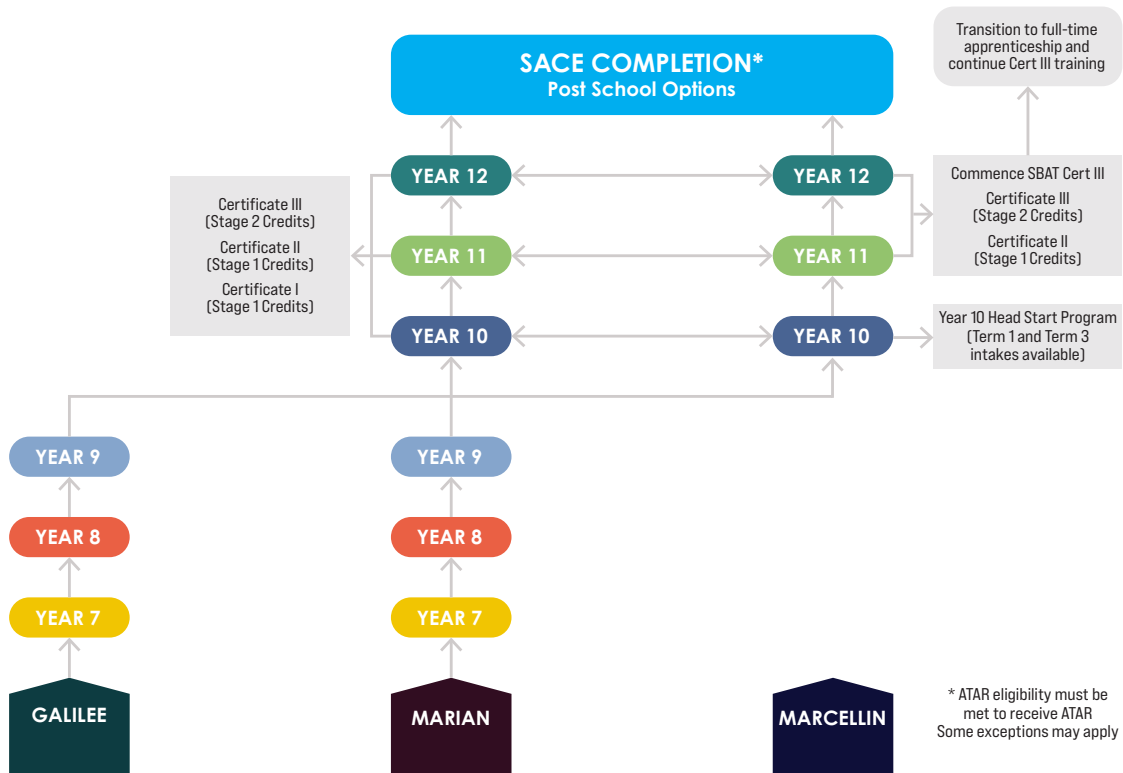 Transition to full-time
apprenticeship and
continue Cert III training
SACE COMPLETION*
Post School Options
YEAR 12
YEAR 12
Certificate III
(Stage 2 Credits)
Certificate II
(Stage 1 Credits)
Certificate I
(Stage 1 Credits)
Commence SBAT Cert III
Certificate III
(Stage 2 Credits)
Certificate II
(Stage 1 Credits)
YEAR 11
YEAR 11
YEAR 10
YEAR 10
Year 10 Head Start Program
(Term 1 and Term 3
intakes available)
YEAR 9
YEAR 9
YEAR 8
YEAR 8
YEAR 7
YEAR 7
GALILEE
MARIAN
MARCELLIN
* ATAR eligibility must be
met to receive ATAR
Some exceptions may apply